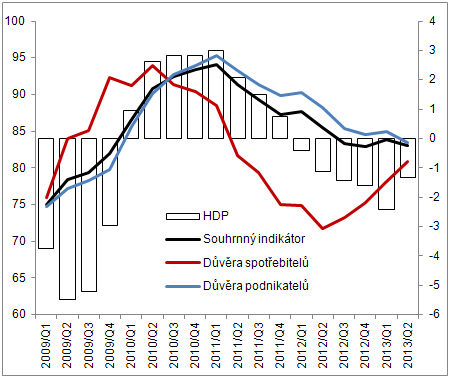 100
95
90
85
80
75
70
65
60
4
3
2
1
0
-1
-2
-3
-4
-5
-6
HDP
Souhrnný indikátor
Důvěra spotřebitelů
Důvěra podnikatelů
2009/Q1
2009/Q2
2009/Q3
2009/Q4
2010/Q1
2010/Q2
2010/Q3
2010/Q4
2011/Q1
2011/Q2
2011/Q3
2011/Q4
2012/Q1
2012/Q2
2012/Q3
2012/Q4
2013/Q1
2013/Q2